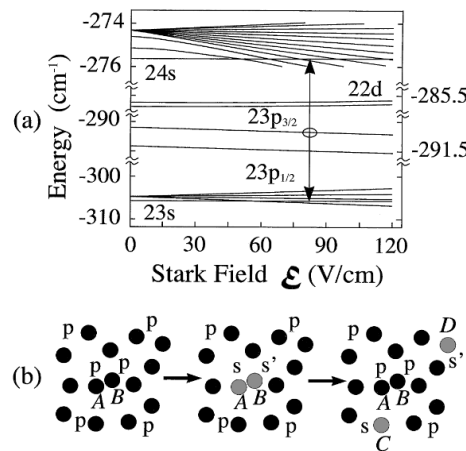 (a)
Energy (cm⁻¹)
-274
-276
-290
-300
-310
24s
22d
-285.5
23p₃/₂
-291.5
23p₁/₂
23s
0 30 60 90 120
Stark Field ℰ (V/cm)
(b)
p p p p A B p p
p s s' p A B p p
p p p p A B D s' s C p